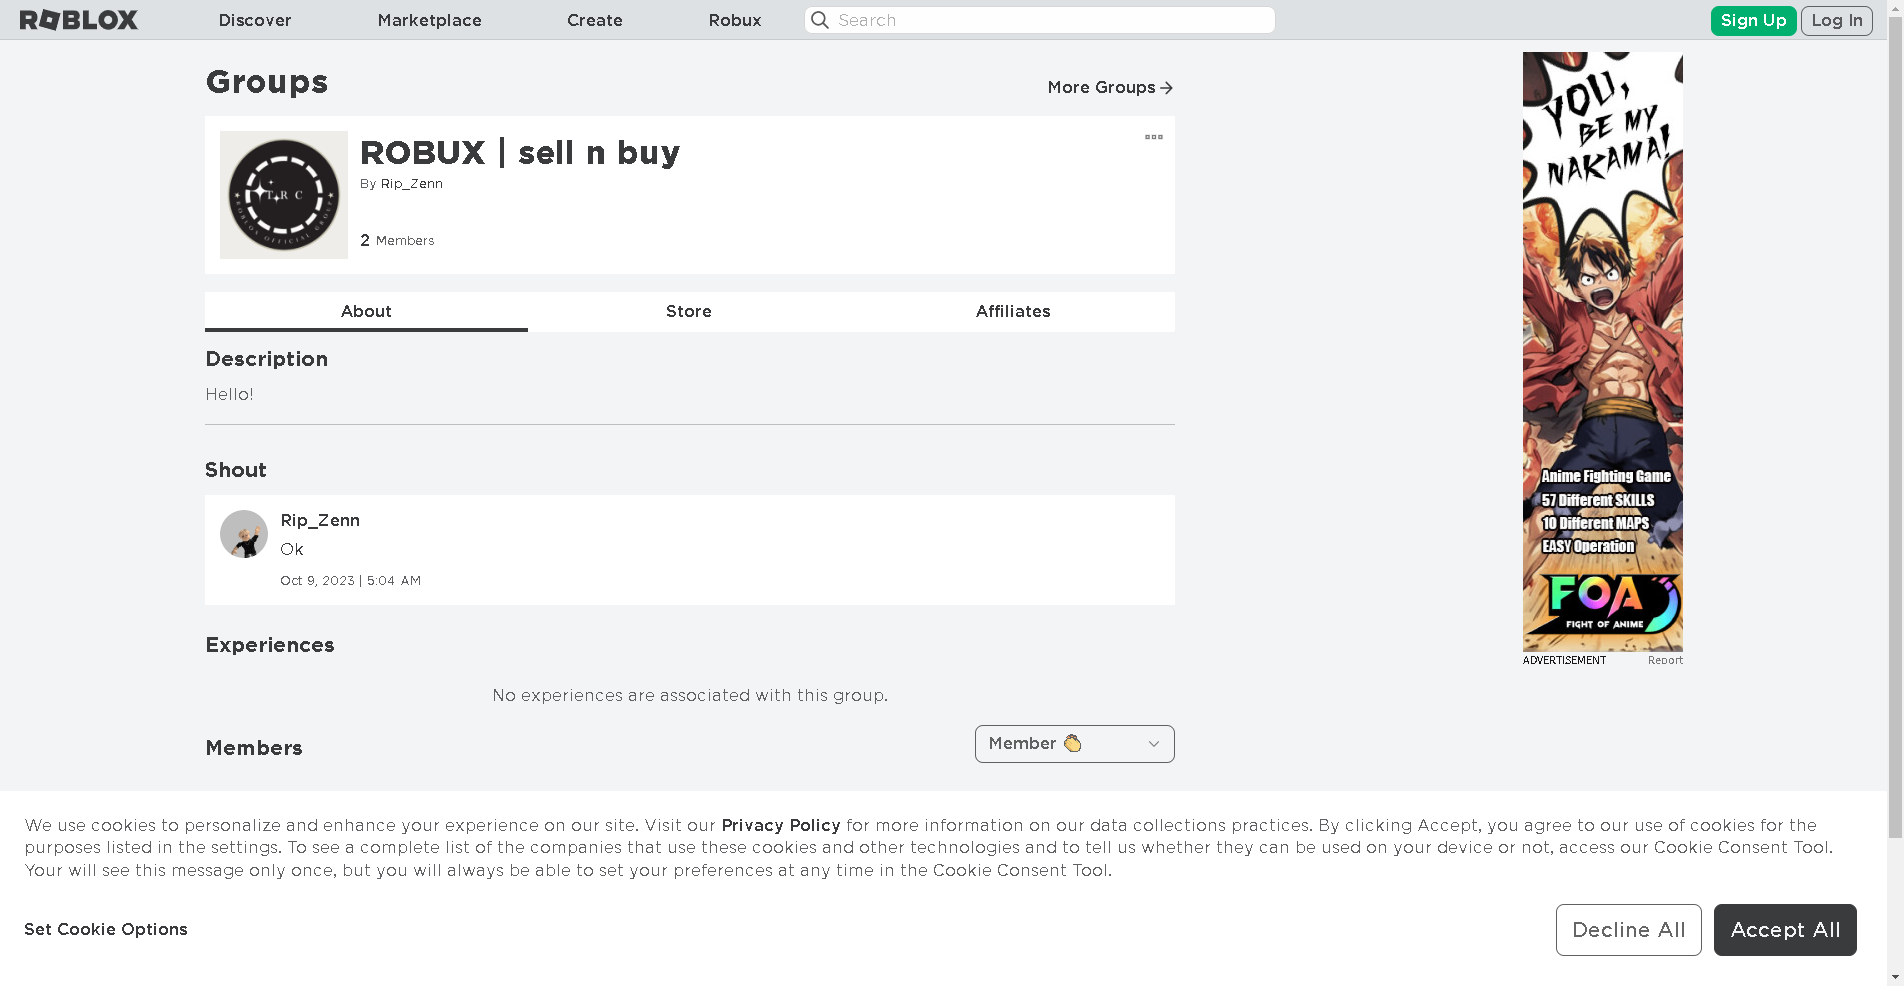 ROBLOX
Discover
Marketplace
Create
Robux
Search
Sign Up
Log In
Groups
More Groups
ROBUX | sell n buy
By Rip_Zenn
2 Members
T R C
ROBLOX OFFICIAL GROUP
About
Store
Affiliates
Description
Hello!
Shout
Rip_Zenn
Ok
Oct 9, 2023 | 5:04 AM
Experiences
No experiences are associated with this group.
Members
Member 👏
YOU,
BE MY
NAKAMA!
Anime Fighting Game
57 Different SKILLS
10 Different MAPS
EASY Operation
FOA
FIGHT OF ANIME
ADVERTISEMENT
Report
We use cookies to personalize and enhance your experience on our site. Visit our Privacy Policy for more information on our data collections practices. By clicking Accept, you agree to our use of cookies for the
purposes listed in the settings. To see a complete list of the companies that use these cookies and other technologies and to tell us whether they can be used on your device or not, access our Cookie Consent Tool.
Your will see this message only once, but you will always be able to set your preferences at any time in the Cookie Consent Tool.
Set Cookie Options
Decline All
Accept All